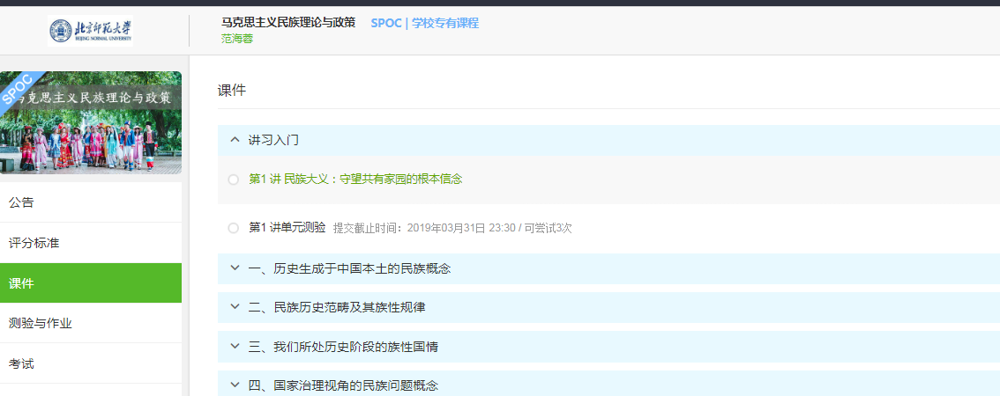 北京师范大学
BEIJING NORMAL UNIVERSITY
马克思主义民族理论与政策 SPOC | 学校专有课程
范海蓉
SPOC
马克思主义民族理论与政策
公告
评分标准
课件
测验与作业
考试
课件
讲习入门
第1 讲 民族大义：守望共有家园的根本信念
第1 讲单元测验 提交截止时间：2019年03月31日 23:30 / 可尝试3次
一、历史生成于中国本土的民族概念
二、民族历史范畴及其族性规律
三、我们所处历史阶段的族性国情
四、国家治理视角的民族问题概念